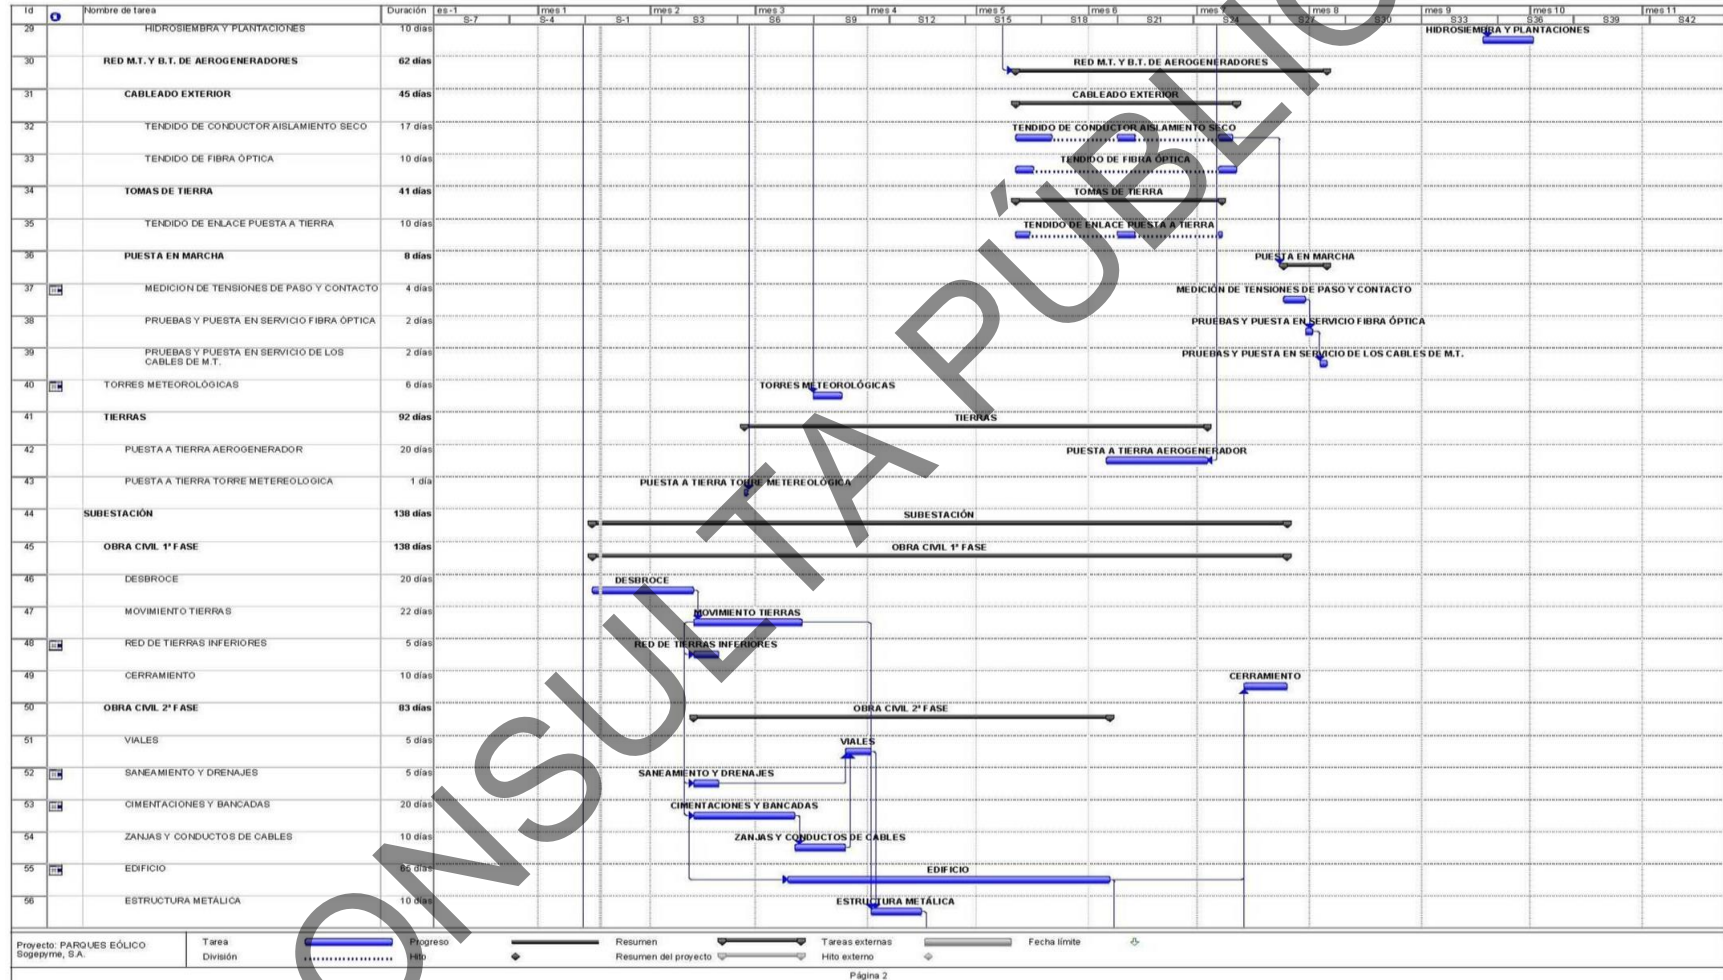 Id Nombre de tarea Duración es -1 mes 1 mes 2 mes 3 mes 4 mes 5 mes 6 mes 7 mes 8 mes 9 mes 10 mes 11
S-7 S-4 S-1 S3 S6 S9 S12 S15 S18 S21 S24 S27 S30 S33 S36 S39 S42
29 HIDROSIEMBRA Y PLANTACIONES 10 días HIDROSIEMBRA Y PLANTACIONES
30 RED M.T. Y B.T. DE AEROGENERADORES 62 días RED M.T. Y B.T. DE AEROGENERADORES
31 CABLEADO EXTERIOR 45 días CABLEADO EXTERIOR
32 TENDIDO DE CONDUCTOR AISLAMIENTO SECO 17 días TENDIDO DE CONDUCTOR AISLAMIENTO SECO
33 TENDIDO DE FIBRA ÓPTICA 10 días TENDIDO DE FIBRA ÓPTICA
34 TOMAS DE TIERRA 41 días TOMAS DE TIERRA
35 TENDIDO DE ENLACE PUESTA A TIERRA 10 días TENDIDO DE ENLACE PUESTA A TIERRA
36 PUESTA EN MARCHA 8 días PUESTA EN MARCHA
37 MEDICION DE TENSIONES DE PASO Y CONTACTO 4 días MEDICIÓN DE TENSIONES DE PASO Y CONTACTO
38 PRUEBAS Y PUESTA EN SERVICIO FIBRA ÓPTICA 2 días PRUEBAS Y PUESTA EN SERVICIO FIBRA ÓPTICA
39 PRUEBAS Y PUESTA EN SERVICIO DE LOS 2 días PRUEBAS Y PUESTA EN SERVICIO DE LOS CABLES DE M.T.
CABLES DE M.T.
40 TORRES METEOROLÓGICAS 6 días TORRES METEOROLÓGICAS
41 TIERRAS 92 días TIERRAS
42 PUESTA A TIERRA AEROGENERADOR 20 días PUESTA A TIERRA AEROGENERADOR
43 PUESTA A TIERRA TORRE METEREOLOGICA 1 día PUESTA A TIERRA TORRE METEREOLÓGICA
44 SUBESTACIÓN 138 días SUBESTACIÓN
45 OBRA CIVIL 1ª FASE 138 días OBRA CIVIL 1ª FASE
46 DESBROCE 20 días DESBROCE
47 MOVIMIENTO TIERRAS 22 días MOVIMIENTO TIERRAS
48 RED DE TIERRAS INFERIORES 5 días RED DE TIERRAS INFERIORES
49 CERRAMIENTO 10 días CERRAMIENTO
50 OBRA CIVIL 2ª FASE 83 días OBRA CIVIL 2ª FASE
51 VIALES 5 días VIALES
52 SANEAMIENTO Y DRENAJES 5 días SANEAMIENTO Y DRENAJES
53 CIMENTACIONES Y BANCADAS 20 días CIMENTACIONES Y BANCADAS
54 ZANJAS Y CONDUCTOS DE CABLES 10 días ZANJAS Y CONDUCTOS DE CABLES
55 EDIFICIO 65 días EDIFICIO
56 ESTRUCTURA METÁLICA 10 días ESTRUCTURA METÁLICA
ONSULTA PÚBLIC
Proyecto: PARQUES EÓLICO
Sogepyme, S.A.
Tarea Progreso Resumen Tareas externas Fecha límite
División Hito Resumen del proyecto Hito externo
Página 2